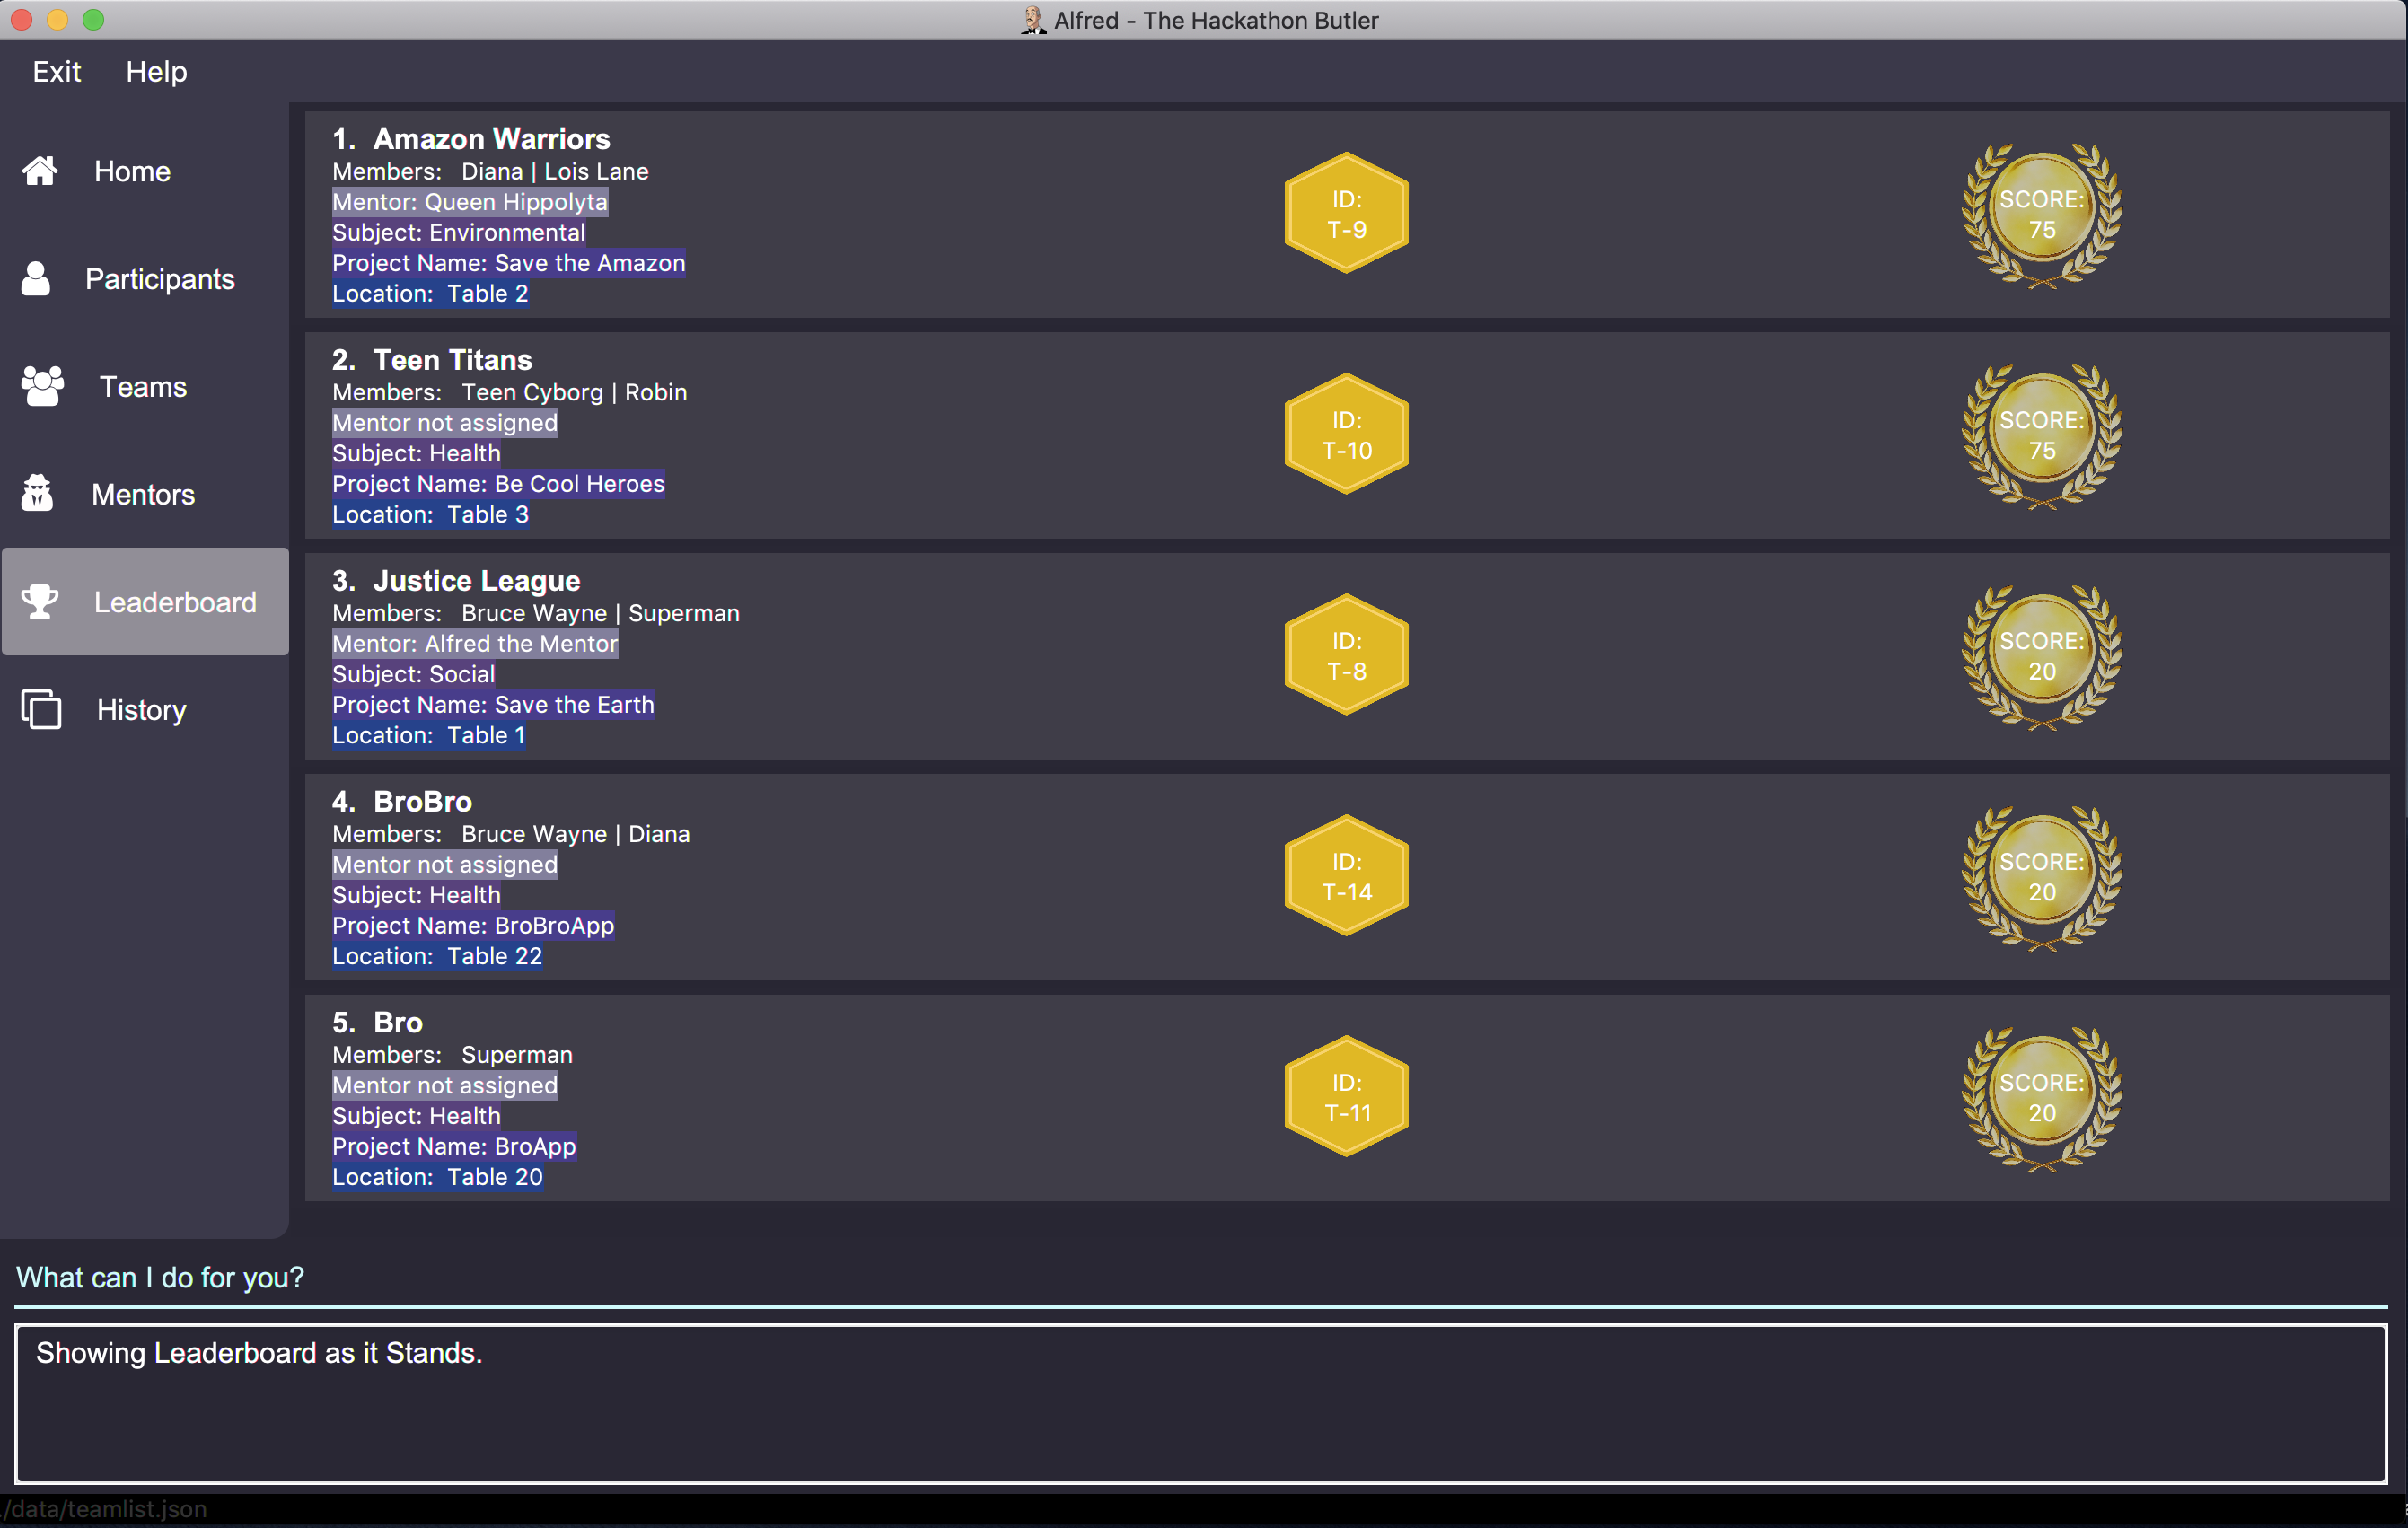 Alfred - The Hackathon Butler
Exit Help
Home
Participants
Teams
Mentors
Leaderboard
History
1. Amazon Warriors
Members: Diana | Lois Lane
Mentor: Queen Hippolyta
Subject: Environmental
Project Name: Save the Amazon
Location: Table 2
ID:
T-9
SCORE:
75
2. Teen Titans
Members: Teen Cyborg | Robin
Mentor not assigned
Subject: Health
Project Name: Be Cool Heroes
Location: Table 3
ID:
T-10
SCORE:
75
3. Justice League
Members: Bruce Wayne | Superman
Mentor: Alfred the Mentor
Subject: Social
Project Name: Save the Earth
Location: Table 1
ID:
T-8
SCORE:
20
4. BroBro
Members: Bruce Wayne | Diana
Mentor not assigned
Subject: Health
Project Name: BroBroApp
Location: Table 22
ID:
T-14
SCORE:
20
5. Bro
Members: Superman
Mentor not assigned
Subject: Health
Project Name: BroApp
Location: Table 20
ID:
T-11
SCORE:
20
What can I do for you?
Showing Leaderboard as it Stands.
./data/teamlist.json